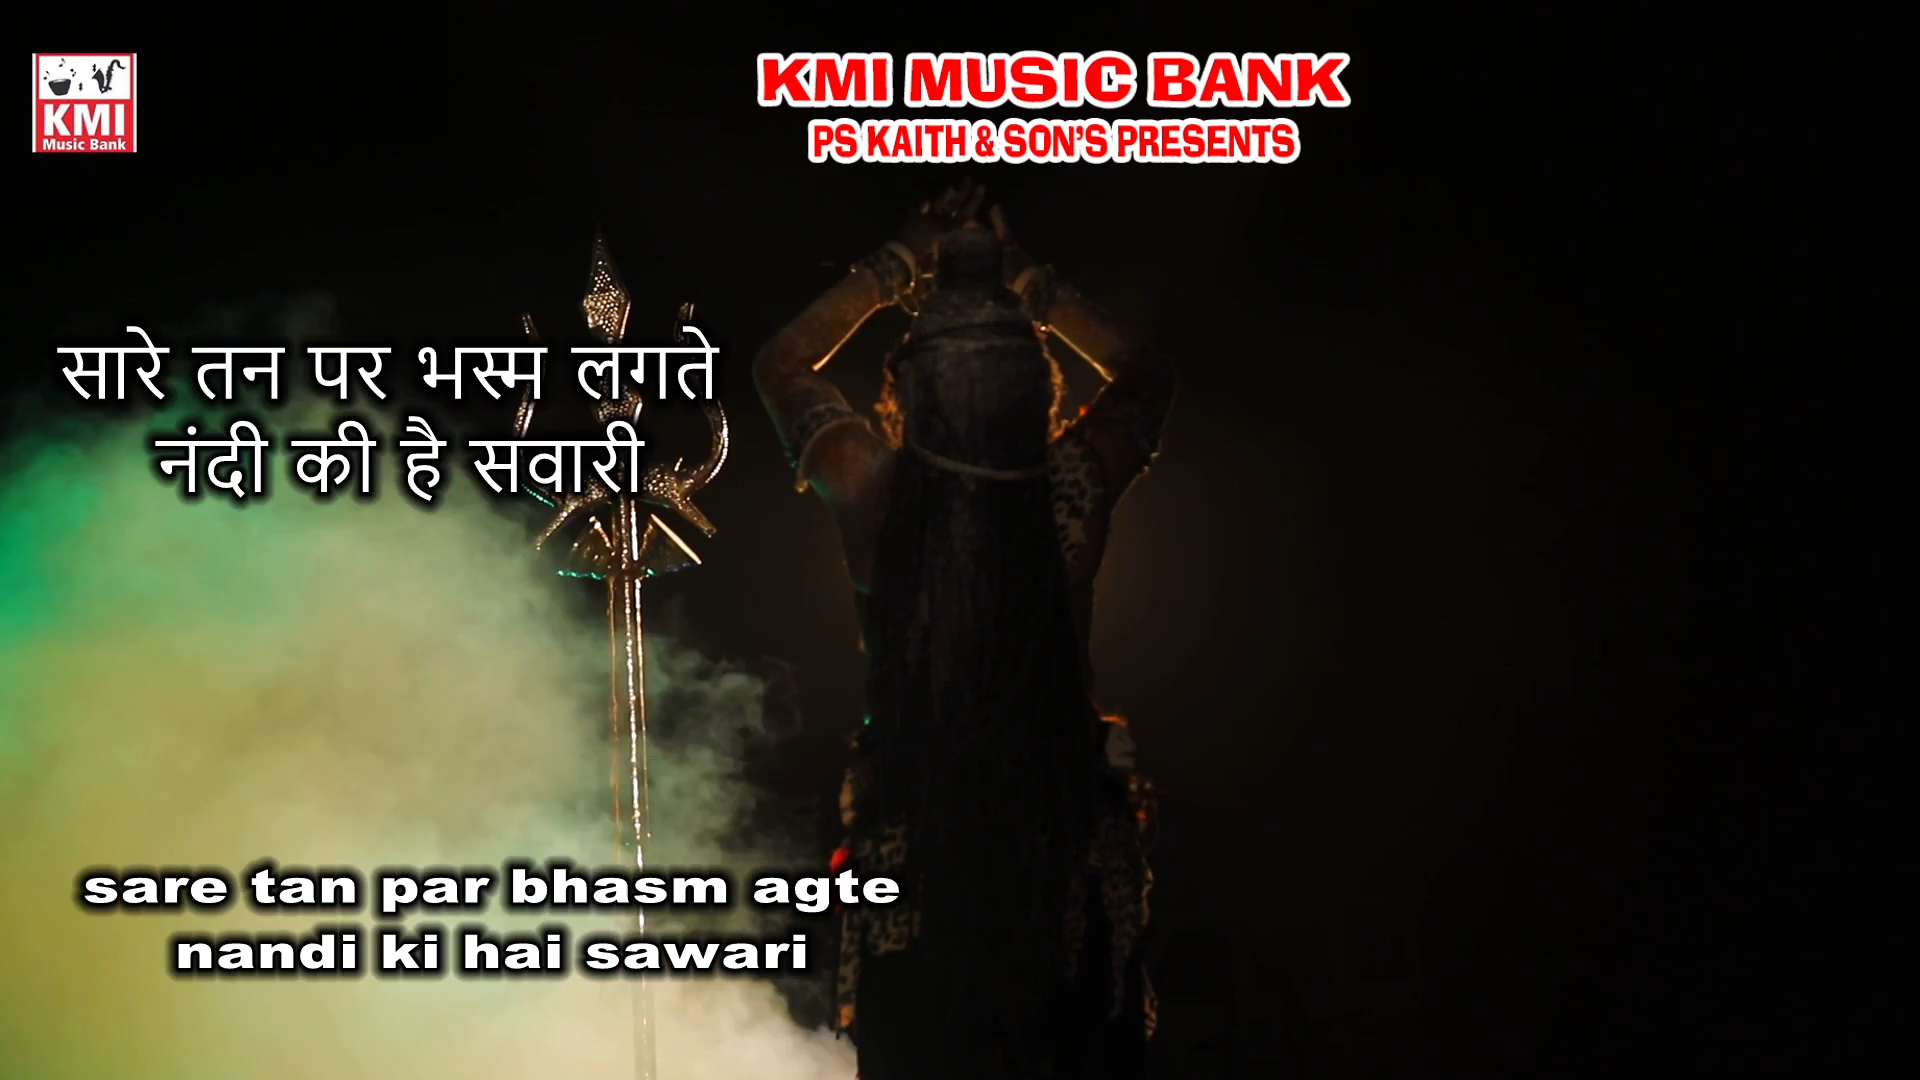 KMI
Music Bank
KMI MUSIC BANK
PS KAITH & SON'S PRESENTS
सारे तन पर भस्म लगते
नंदी की है सवारी
sare tan par bhasm agte
nandi ki hai sawari